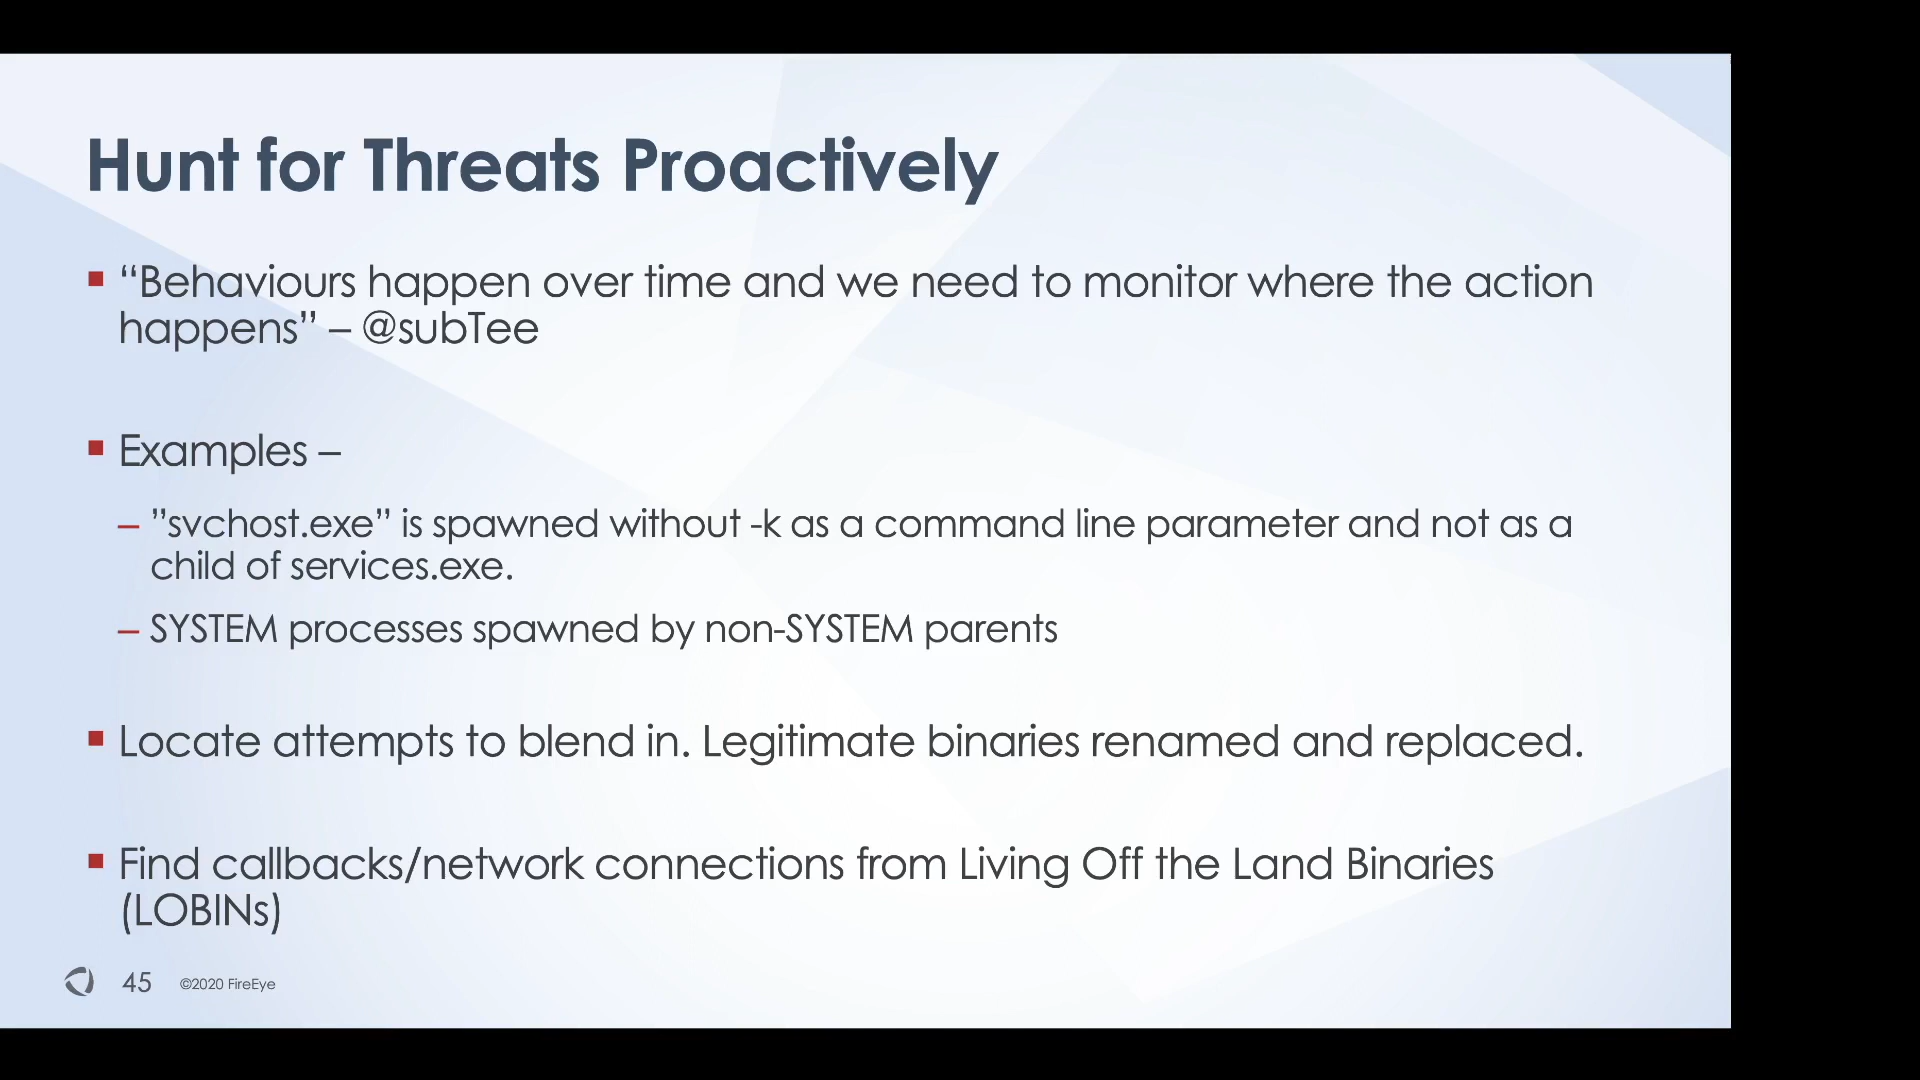 Hunt for Threats Proactively
▪ “Behaviours happen over time and we need to monitor where the action
happens” – @subTee
▪ Examples –
– ”svchost.exe” is spawned without -k as a command line parameter and not as a
child of services.exe.
– SYSTEM processes spawned by non-SYSTEM parents
▪ Locate attempts to blend in. Legitimate binaries renamed and replaced.
▪ Find callbacks/network connections from Living Off the Land Binaries
(LOBINs)
45 ©2020 FireEye